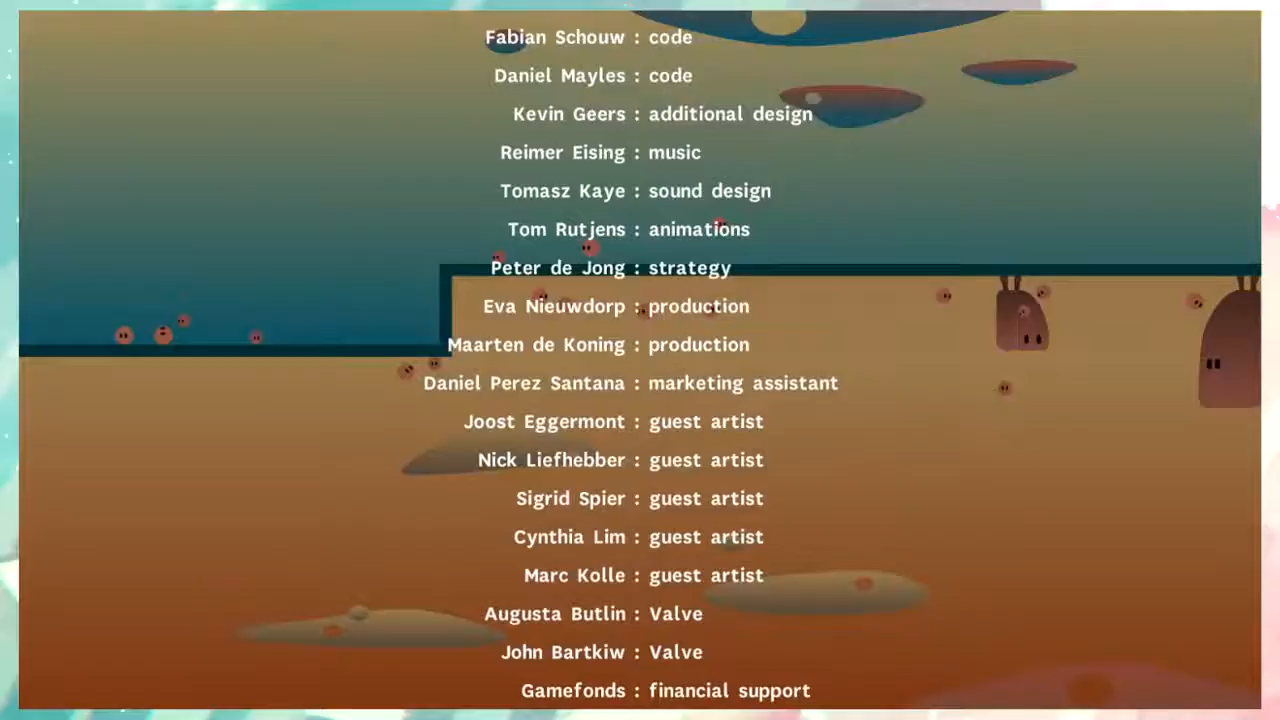 Fabian Schouw : code
Daniel Mayles : code
Kevin Geers : additional design
Reimer Eising : music
Tomasz Kaye : sound design
Tom Rutjens : animations
Peter de Jong : strategy
Eva Nieuwdorp : production
Maarten de Koning : production
Daniel Perez Santana : marketing assistant
Joost Eggermont : guest artist
Nick Liefhebber : guest artist
Sigrid Spier : guest artist
Cynthia Lim : guest artist
Marc Kolle : guest artist
Augusta Butlin : Valve
John Bartkiw : Valve
Gamefonds : financial support